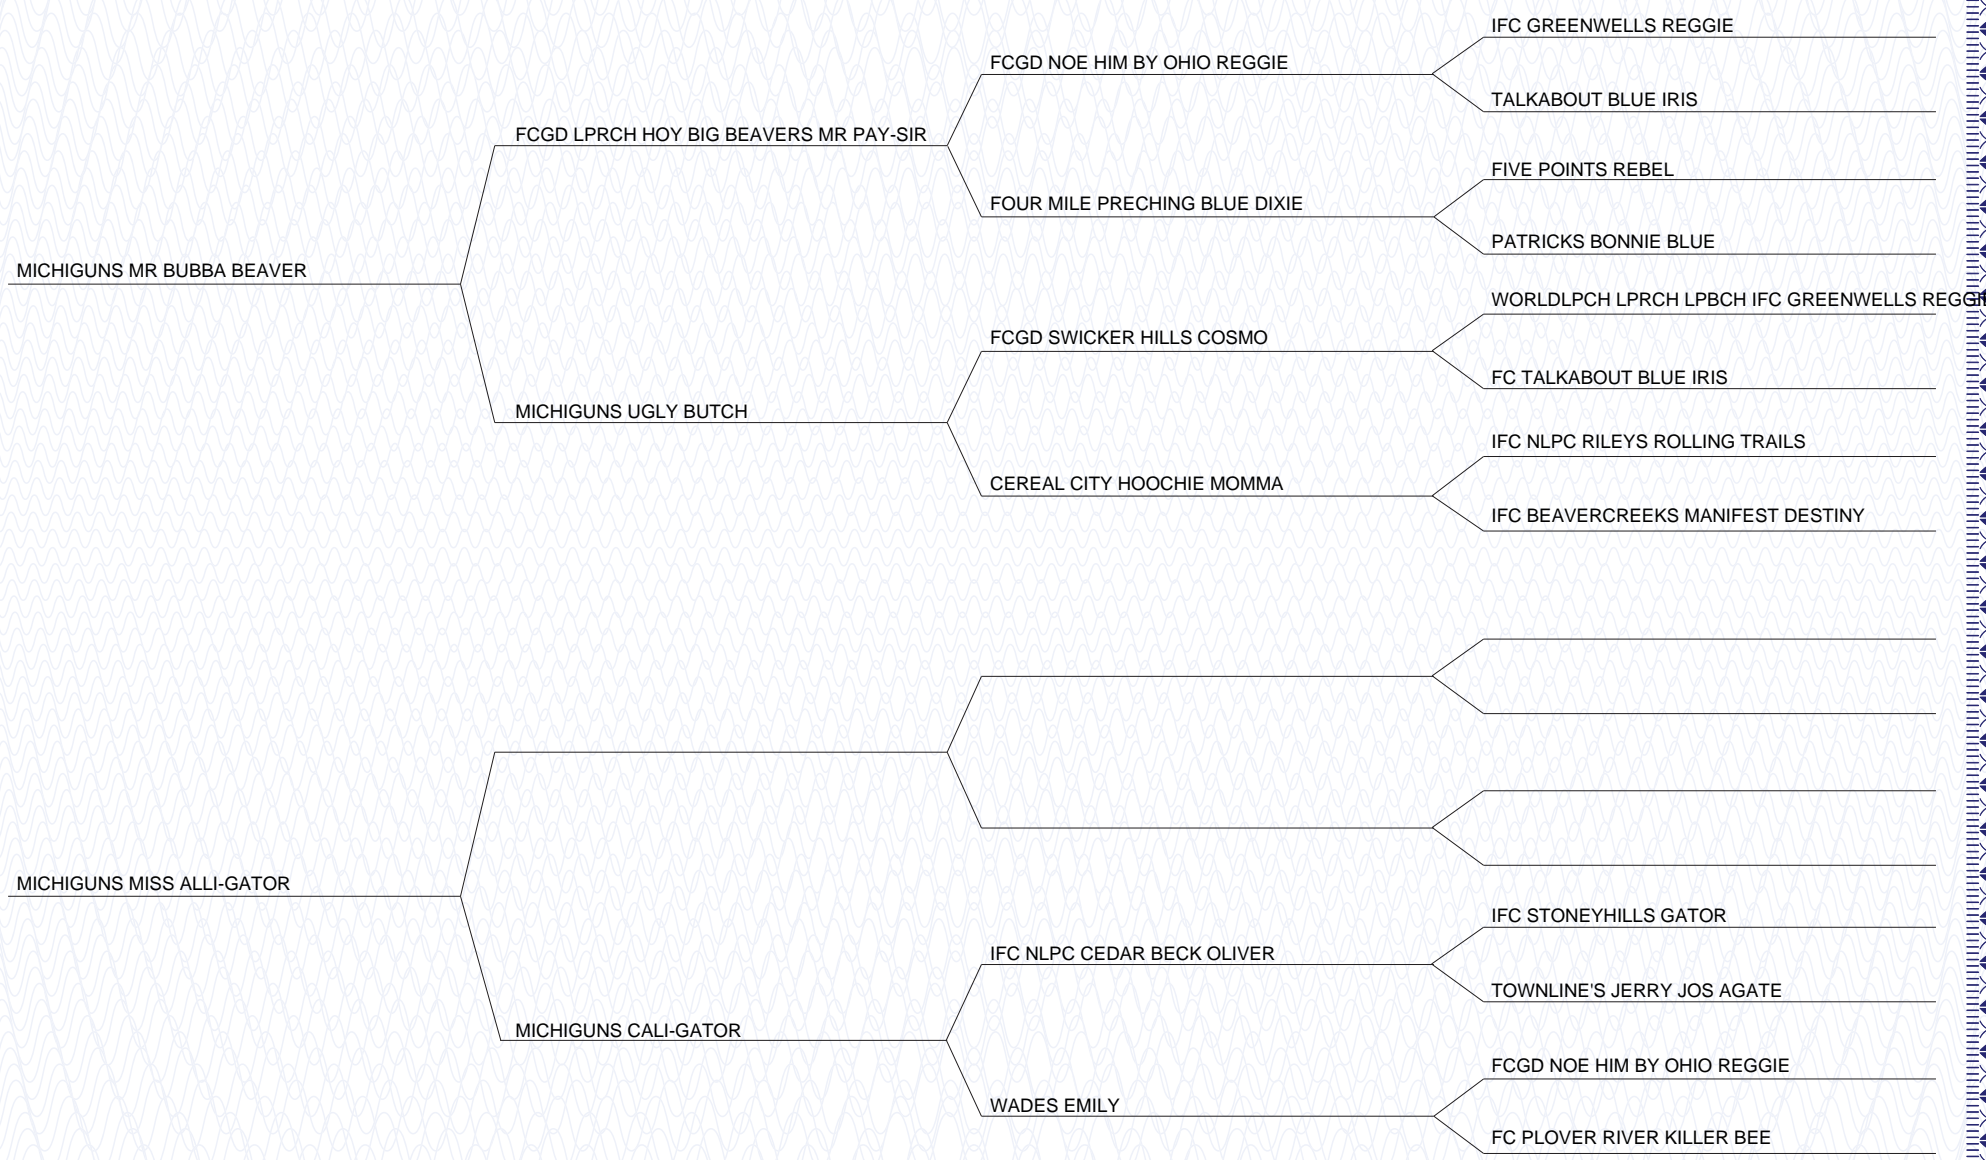 IFC GREENWELLS REGGIE
FCGD NOE HIM BY OHIO REGGIE
TALKABOUT BLUE IRIS
FCGD LPRCH HOY BIG BEAVERS MR PAY-SIR
FIVE POINTS REBEL
FOUR MILE PRECHING BLUE DIXIE
PATRICKS BONNIE BLUE
MICHIGUNS MR BUBBA BEAVER
WORLDLPCH LPRCH LPBCH IFC GREENWELLS REGGIE
FCGD SWICKER HILLS COSMO
FC TALKABOUT BLUE IRIS
MICHIGUNS UGLY BUTCH
IFC NLPC RILEYS ROLLING TRAILS
CEREAL CITY HOOCHIE MOMMA
IFC BEAVERCREEKS MANIFEST DESTINY
MICHIGUNS MISS ALLI-GATOR
IFC STONEYHILLS GATOR
IFC NLPC CEDAR BECK OLIVER
TOWNLINE'S JERRY JOS AGATE
MICHIGUNS CALI-GATOR
FCGD NOE HIM BY OHIO REGGIE
WADES EMILY
FC PLOVER RIVER KILLER BEE